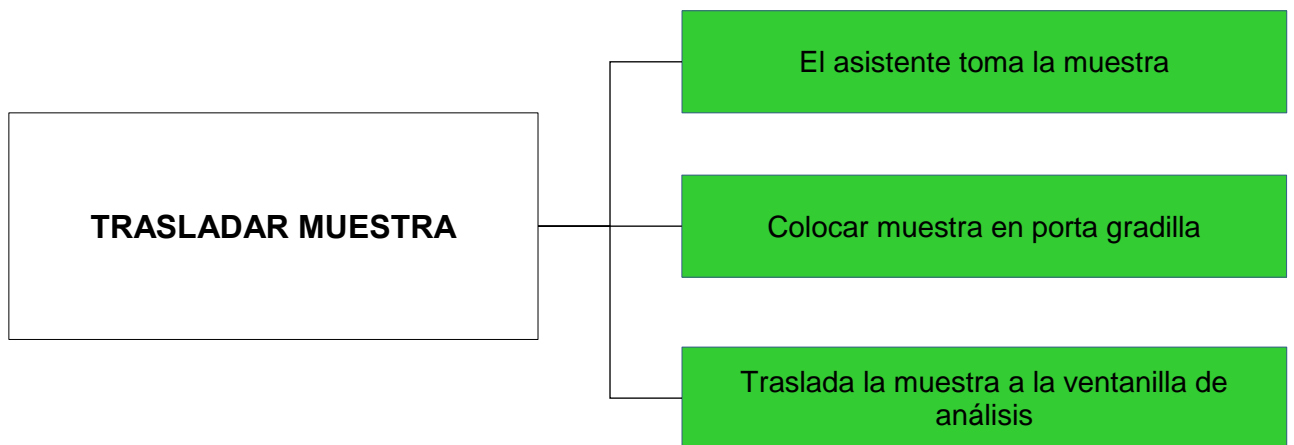 El asistente toma la muestra
TRASLADAR MUESTRA
Colocar muestra en porta gradilla
Traslada la muestra a la ventanilla de
análisis